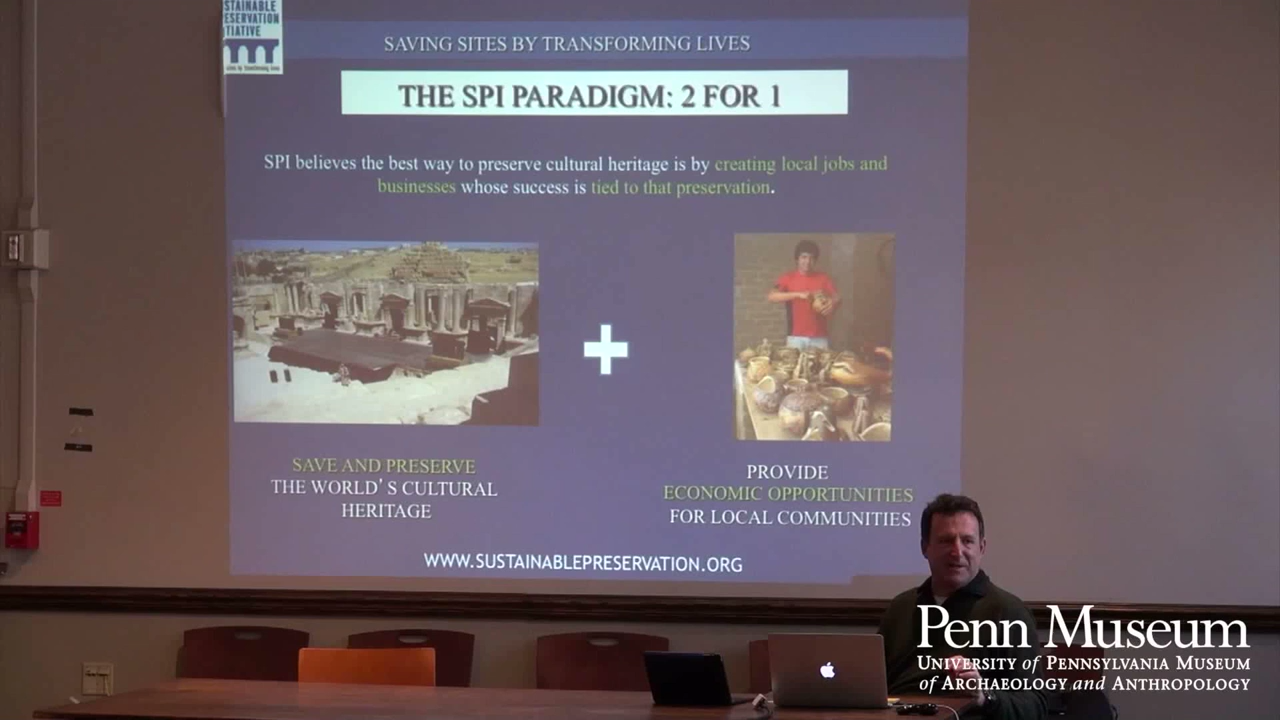 STAINABLE
ESERVATION
TIATIVE
SAVING SITES BY TRANSFORMING LIVES
THE SPI PARADIGM: 2 FOR 1
SPI believes the best way to preserve cultural heritage is by creating local jobs and
businesses whose success is tied to that preservation.
SAVE AND PRESERVE
THE WORLD'S CULTURAL
HERITAGE
PROVIDE
ECONOMIC OPPORTUNITIES
FOR LOCAL COMMUNITIES
WWW.SUSTAINABLEPRESERVATION.ORG
Penn Museum
UNIVERSITY of PENNSYLVANIA MUSEUM
of ARCHAEOLOGY and ANTHROPOLOGY